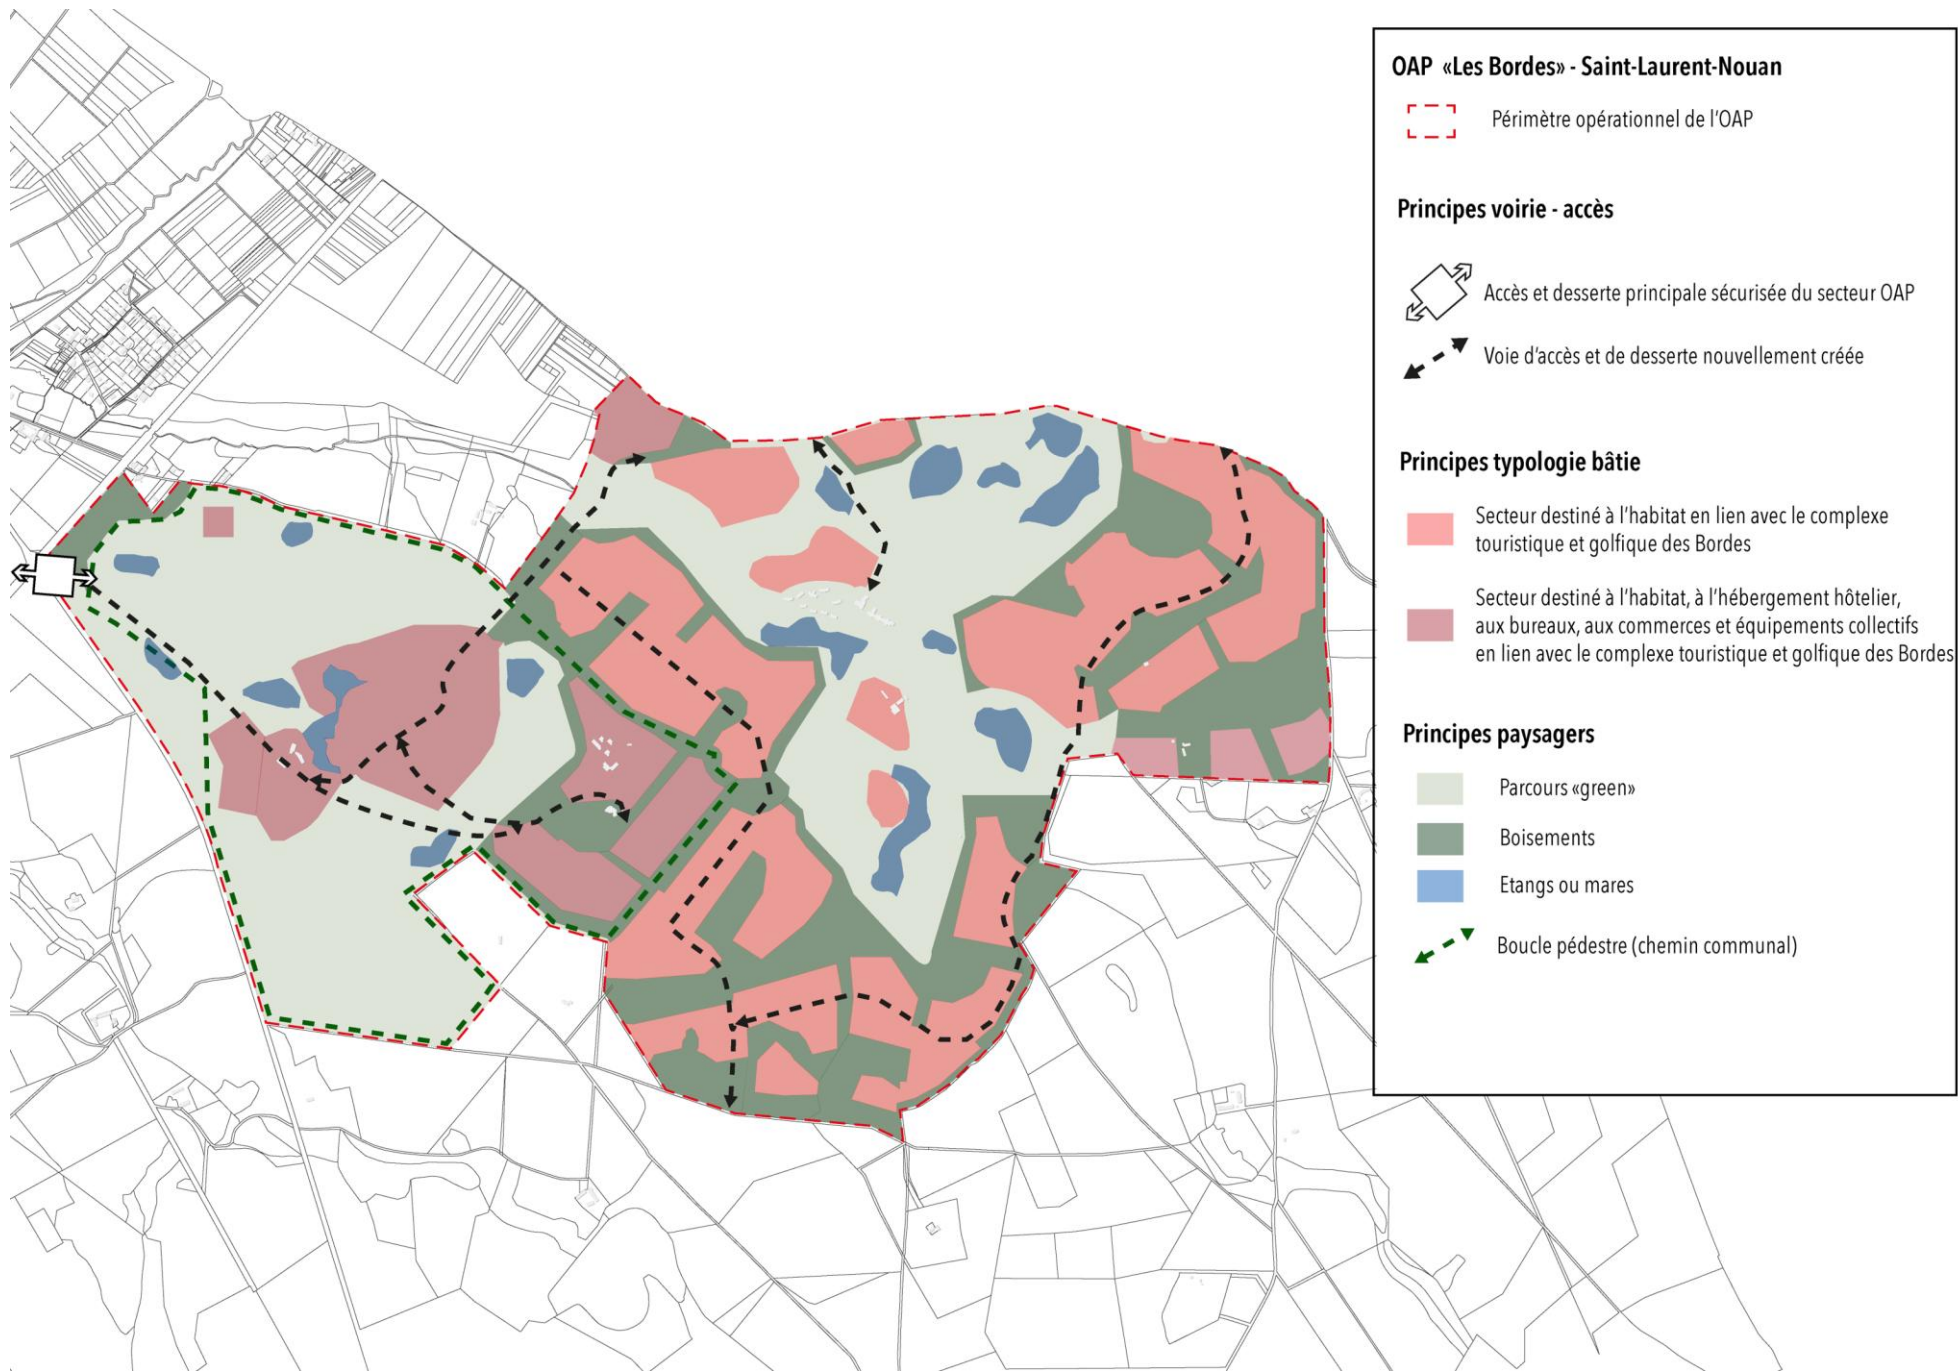 OAP «Les Bordes» - Saint-Laurent-Nouan
Périmètre opérationnel de l'OAP
Principes voirie - accès
Accès et desserte principale sécurisée du secteur OAP
Voie d'accès et de desserte nouvellement créée
Principes typologie bâtie
Secteur destiné à l'habitat en lien avec le complexe
touristique et golfique des Bordes
Secteur destiné à l'habitat, à l'hébergement hôtelier,
aux bureaux, aux commerces et équipements collectifs
en lien avec le complexe touristique et golfique des Bordes
Principes paysagers
Parcours «green»
Boisements
Etangs ou mares
Boucle pédestre (chemin communal)